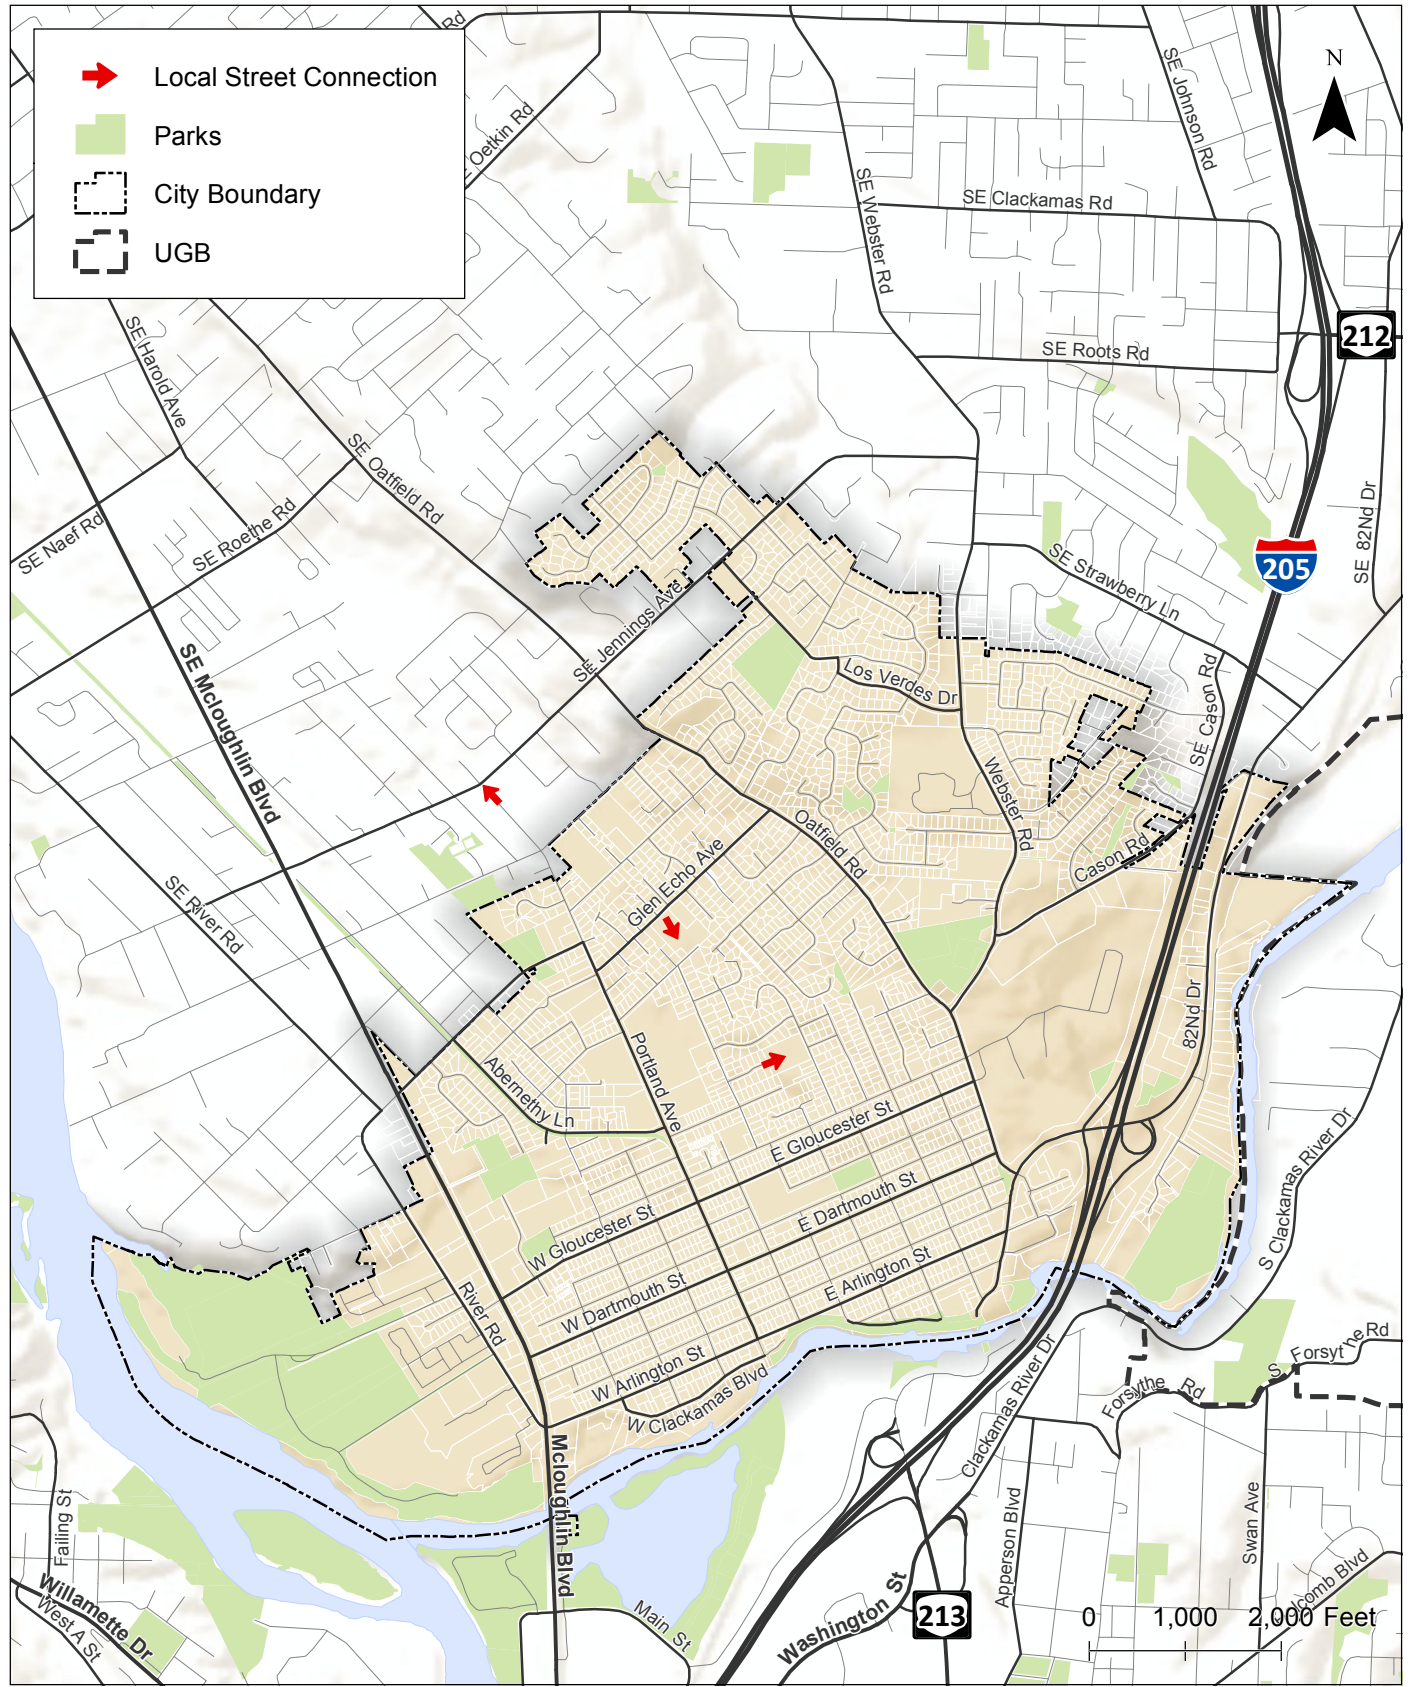 Rd
Local Street Connection
Parks
City Boundary
UGB
N
SE Johnson Rd
Oetkin Rd
SE Webster Rd
SE Clackamas Rd
212
SE Roots Rd
SE Harold Ave
SE Oatfield Rd
SE Naef Rd
SE Roethe Rd
SE 82Nd Dr
205
SE Strawberry Ln
SE Jennings Ave
SE Mcloughlin Blvd
Los Verdes Dr
SE Cason Rd
Webster Rd
Oatfield Rd
Glen Echo Ave
Cason Rd
SE River Rd
82Nd Dr
Portland Ave
Abernethy Ln
E Gloucester St
S Clackamas River Dr
E Dartmouth St
W Gloucester St
E Arlington St
W Dartmouth St
River Rd
S Forsythe Rd
W Arlington St
W Clackamas Blvd
Clackamas River Dr
Forsythe Rd
Mcloughlin Blvd
Failing St
Apperson Blvd
Swan Ave
Willamette Dr
West A St
Main St
Washington St
213
Holcomb Blvd
0 1,000 2,000 Feet